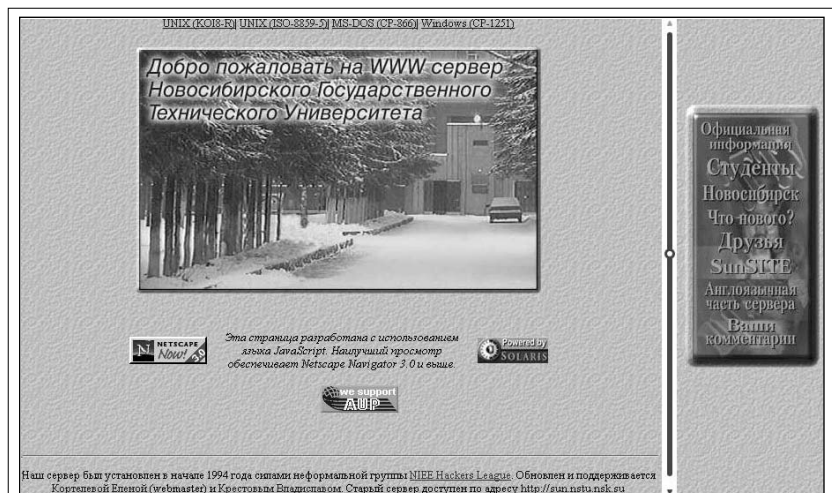 UNIX (KOI8-R)| UNIX (ISO-8859-5)| MS-DOS (CP-866)| Windows (CP-1251)
Добро пожаловать на WWW сервер
Новосибирского Государственного
Технического Университета
Официальная
информация
Студенты
Новосибирск
Что нового?
Друзья
SunSITE
Англоязычная
часть сервера
Ваши
комментарии
N NETSCAPE
Now! 3.0
Эта страница разработана с использованием
языка JavaScript. Наилучший просмотр
обеспечивает Netscape Navigator 3.0 и выше.
Powered by
SOLARIS
we support
AUP
Наш сервер был установлен в начале 1994 года силами неформальной группы NIEE Hackers League. Обновлен и поддерживается
Кортелевой Еленой (webmaster) и Крестовым Владиславом. Старый сервер доступен по адресу http://sun.nstu.nsk.su